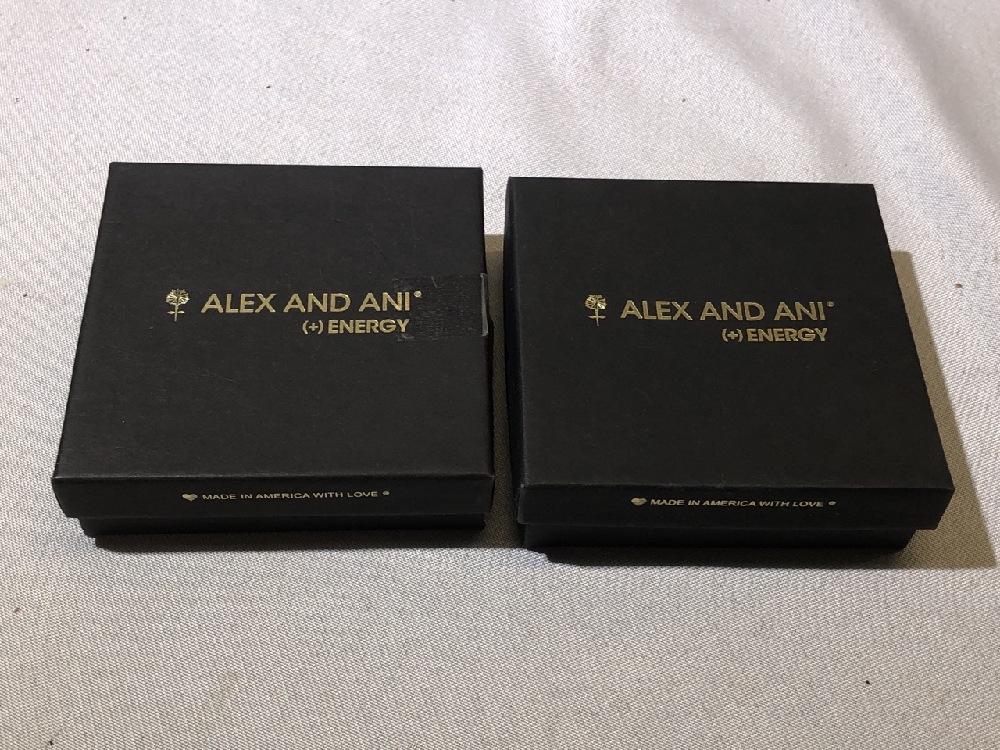 ALEX AND ANI®
(+) ENERGY
MADE IN AMERICA WITH LOVE ®
ALEX AND ANI®
(+) ENERGY
MADE IN AMERICA WITH LOVE ®